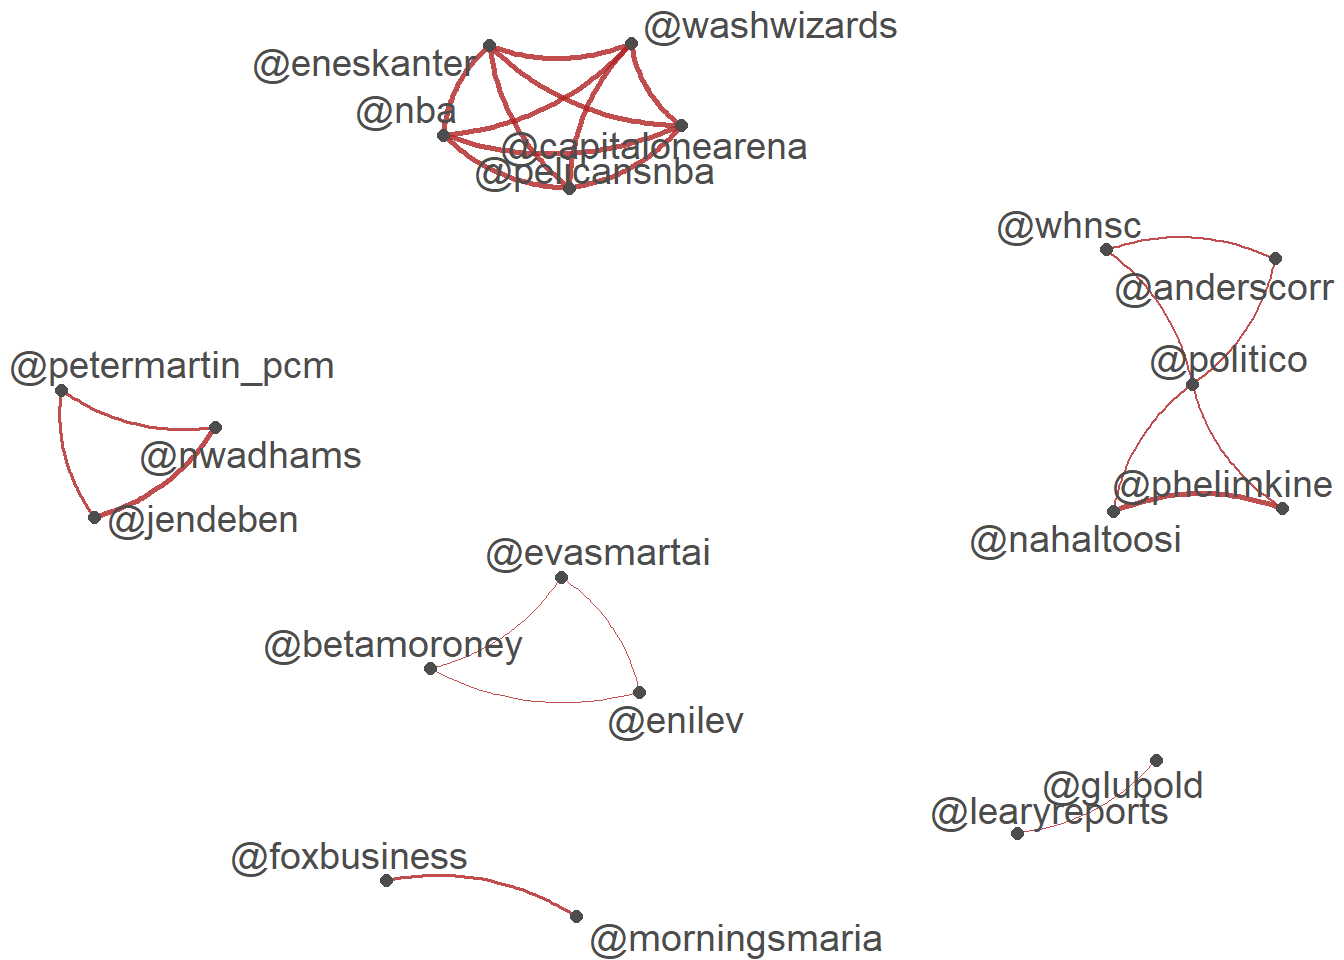 @washwizards
@eneskanter
@nba
@capitalonearena
@pelicansnba
@whnsc
@anderscorr
@politico
@petermartin_pcm
@nwadhams
@phelimkine
@jendeben
@nahaltoosi
@evasmartai
@betamoroney
@enilev
@glubold
@learyreports
@foxbusiness
@morningsmaria